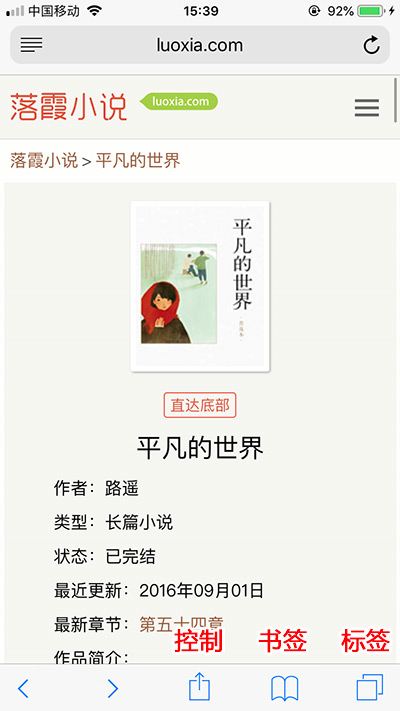 中国移动 15:39 92%
luoxia.com
落霞小说 luoxia.com
落霞小说 > 平凡的世界
平凡的世界
直达底部
平凡的世界
作者：路遥
类型：长篇小说
状态：已完结
最近更新：2016年09月01日
最新章节：第五十四章
控制 书签 标签
作品简介：